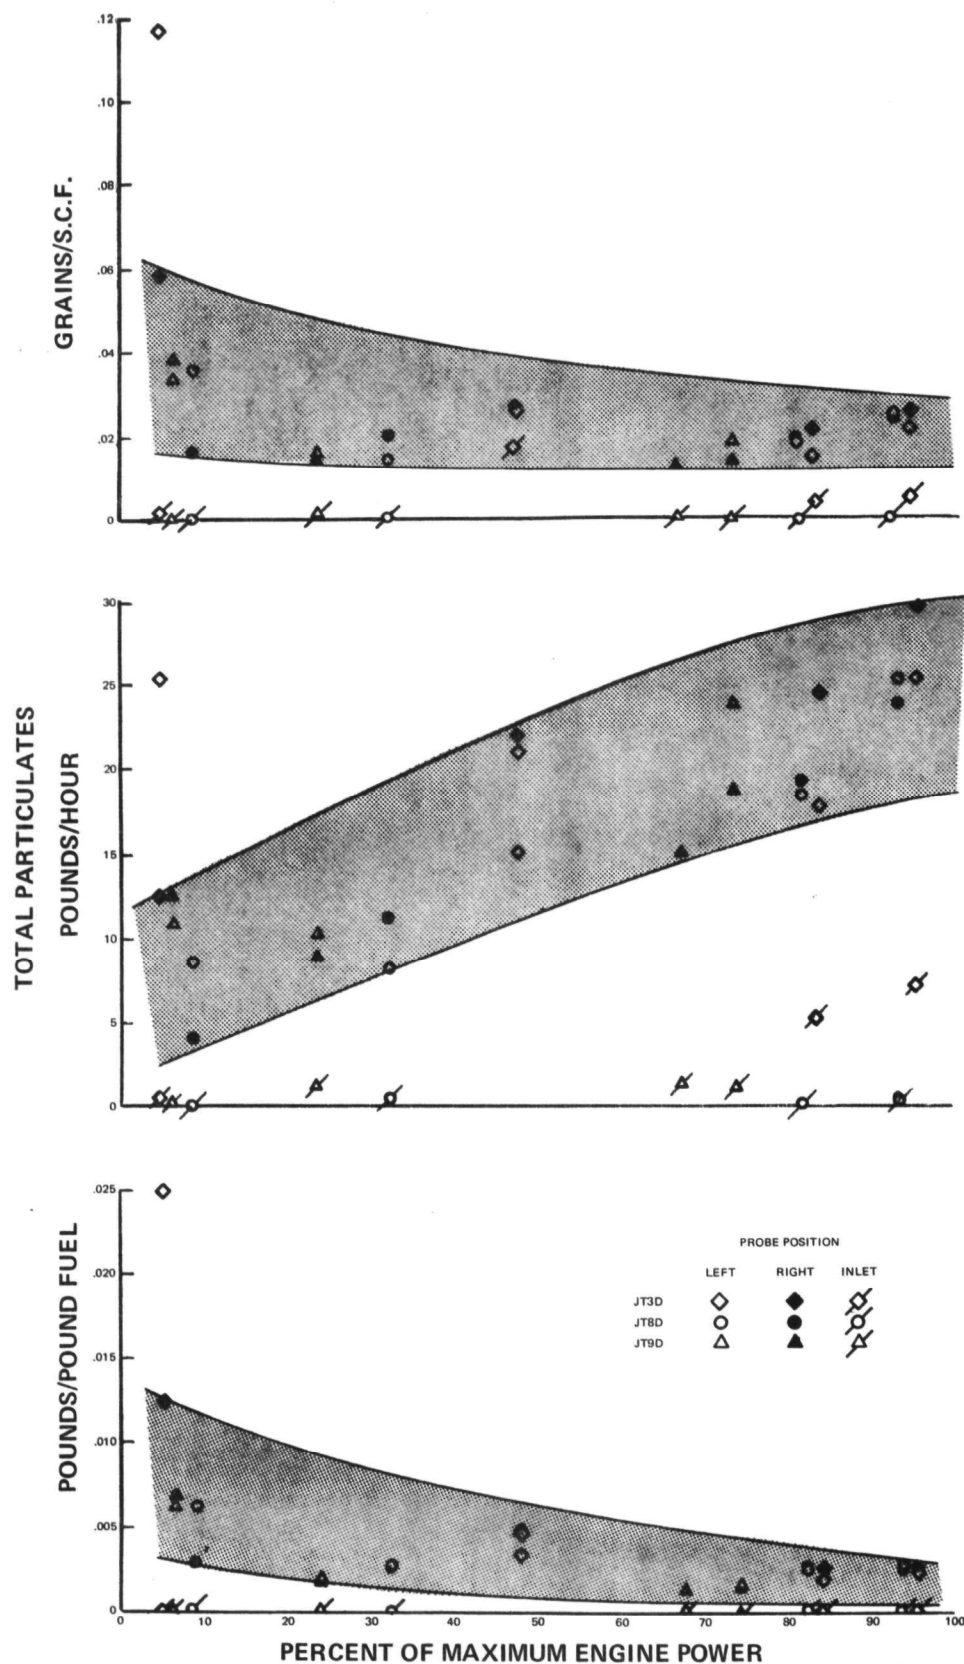 .12
.10
.08
.06
.04
.02
0
GRAINS/S.C.F.
30
25
20
15
10
5
0
TOTAL PARTICULATES
POUNDS/HOUR
.025
.020
.015
.010
.005
0
POUNDS/POUND FUEL
PROBE POSITION
LEFT RIGHT INLET
JT3D
JT8D
JT9D
0 10 20 30 40 50 60 70 80 90 100
PERCENT OF MAXIMUM ENGINE POWER